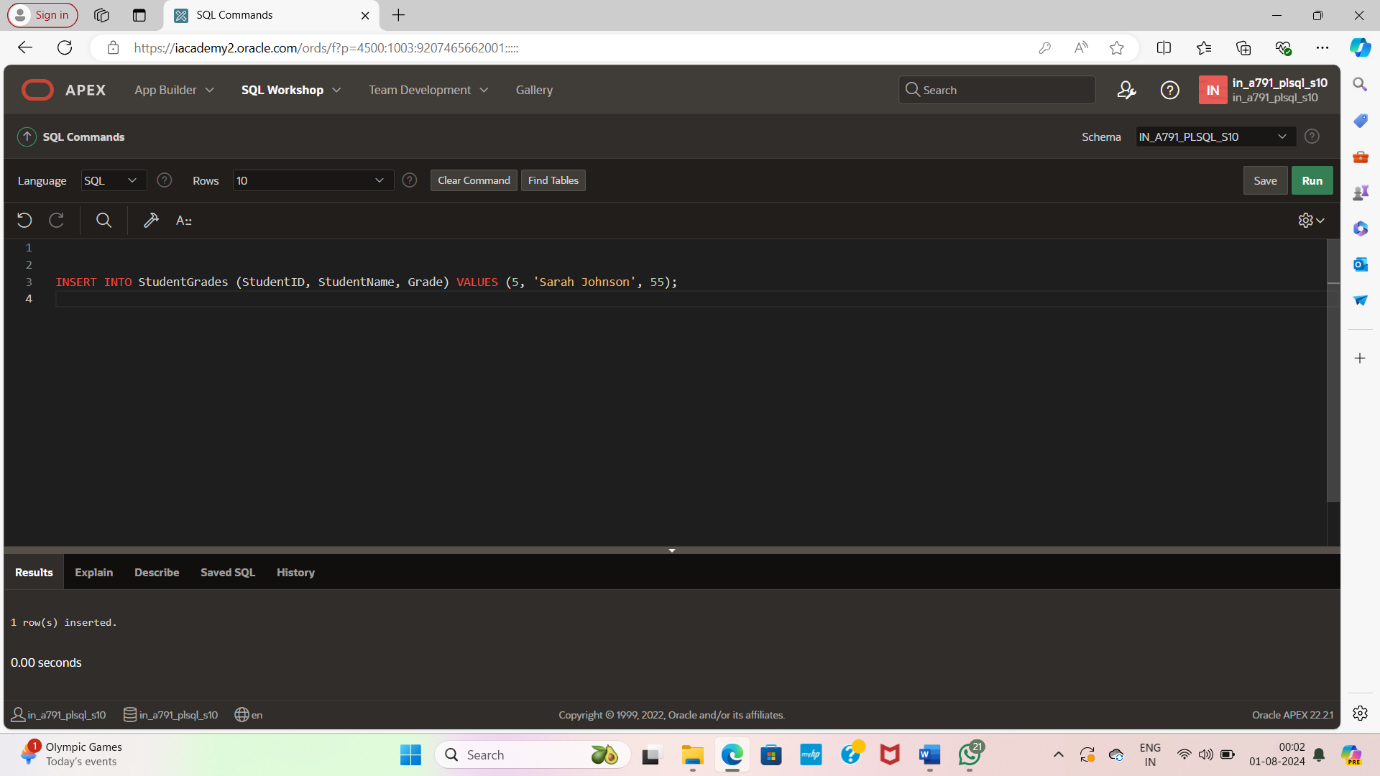 Sign in
SQL Commands
https://iacademy2.oracle.com/ords/f?p=4500:1003:9207465662001:::::
APEX App Builder SQL Workshop Team Development Gallery Search IN in_a791_plsql_s10
in_a791_plsql_s10
SQL Commands Schema IN_A791_PLSQL_S10
Language SQL Rows 10 Clear Command Find Tables Save Run
1
2
3 INSERT INTO StudentGrades (StudentID, StudentName, Grade) VALUES (5, 'Sarah Johnson', 55);
4
Results Explain Describe Saved SQL History
1 row(s) inserted.
0.00 seconds
in_a791_plsql_s10 in_a791_plsql_s10 en Copyright © 1999, 2022, Oracle and/or its affiliates. Oracle APEX 22.2.1
1 Olympic Games
Today's events
Search
myhp
W
21
ENG
IN
00:02
01-08-2024
PRE